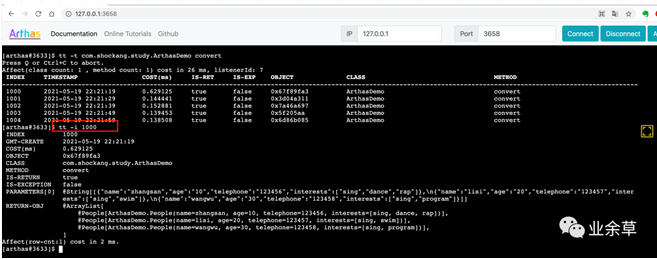 127.0.0.1:3658
Arthas Documentation Online Tutorials Github IP 127.0.0.1 Port 3658 Connect Disconnect A
[arthas@3633]$ tt -t com.shockang.study.ArthasDemo convert
Press Q or Ctrl+C to abort.
Affect(class count: 1 , method count: 1) cost in 26 ms, listenerId: 7
INDEX TIMESTAMP COST(ms) IS-RET IS-EXP OBJECT CLASS METHOD
1000 2021-05-19 22:21:19 0.629125 true false 0x67f89fa3 ArthasDemo convert
1001 2021-05-19 22:21:29 0.144441 true false 0x3d04a311 ArthasDemo convert
1002 2021-05-19 22:21:39 0.152881 true false 0x7a46a697 ArthasDemo convert
1003 2021-05-19 22:21:49 0.139453 true false 0x5f205aa ArthasDemo convert
1004 2021-05-19 22:21:59 0.138508 true false 0x6d86b085 ArthasDemo convert
[arthas@3633]$ tt -i 1000
INDEX 1000
GMT-CREATE 2021-05-19 22:21:19
COST(ms) 0.629125
OBJECT 0x67f89fa3
CLASS com.shockang.study.ArthasDemo
METHOD convert
IS-RETURN true
IS-EXCEPTION false
PARAMETERS[0] @String[[{"name":"zhangsan","age":"10","telephone":"123456","interests":["sing","dance","rap"]},\n{"name":"lisi","age":"20","telephone":"123457","inter
ests":["sing","swim"]},\n{"name":"wangwu","age":"30","telephone":"123458","interests":["sing","program"]}]]
RETURN-OBJ @ArrayList[
@People[ArthasDemo.People(name=zhangsan, age=10, telephone=123456, interests=[sing, dance, rap])],
@People[ArthasDemo.People(name=lisi, age=20, telephone=123457, interests=[sing, swim])],
@People[ArthasDemo.People(name=wangwu, age=30, telephone=123458, interests=[sing, program])],
]
Affect(row-cnt:1) cost in 2 ms.
[arthas@3633]$
业余草